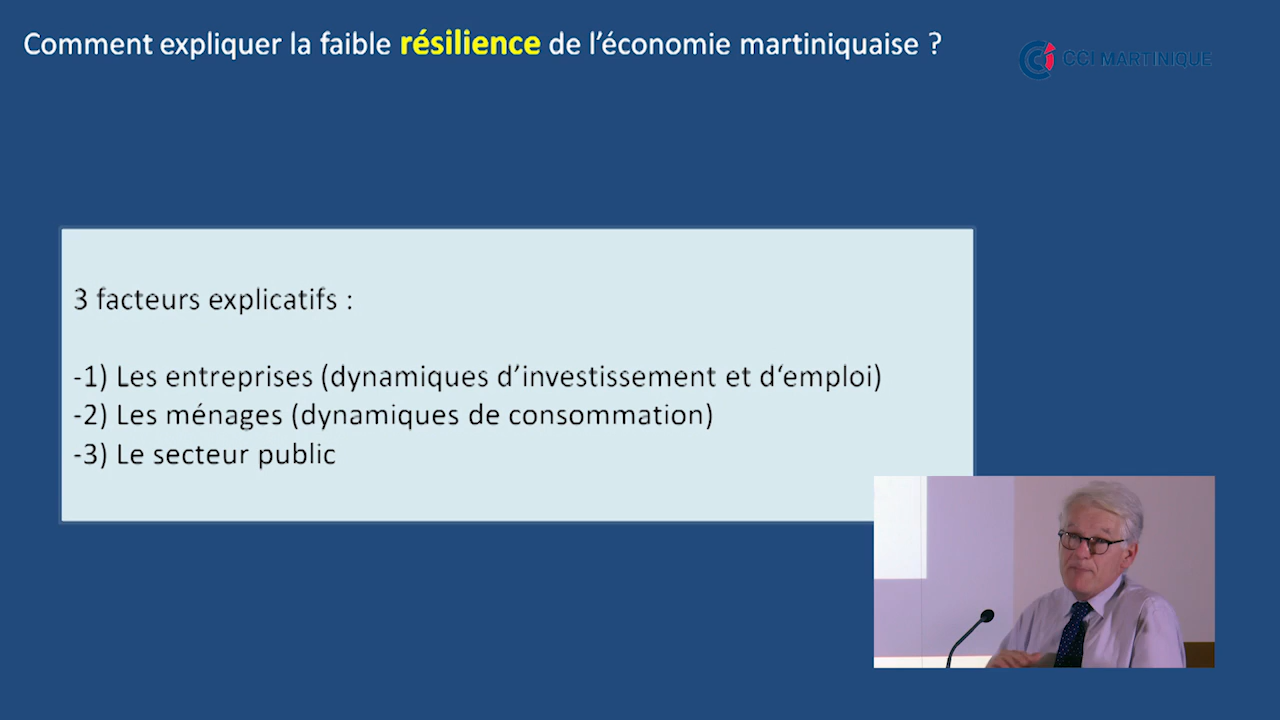 Comment expliquer la faible résilience de l’économie martiniquaise ?
CCI MARTINIQUE
3 facteurs explicatifs :
-1) Les entreprises (dynamiques d’investissement et d‘emploi)
-2) Les ménages (dynamiques de consommation)
-3) Le secteur public